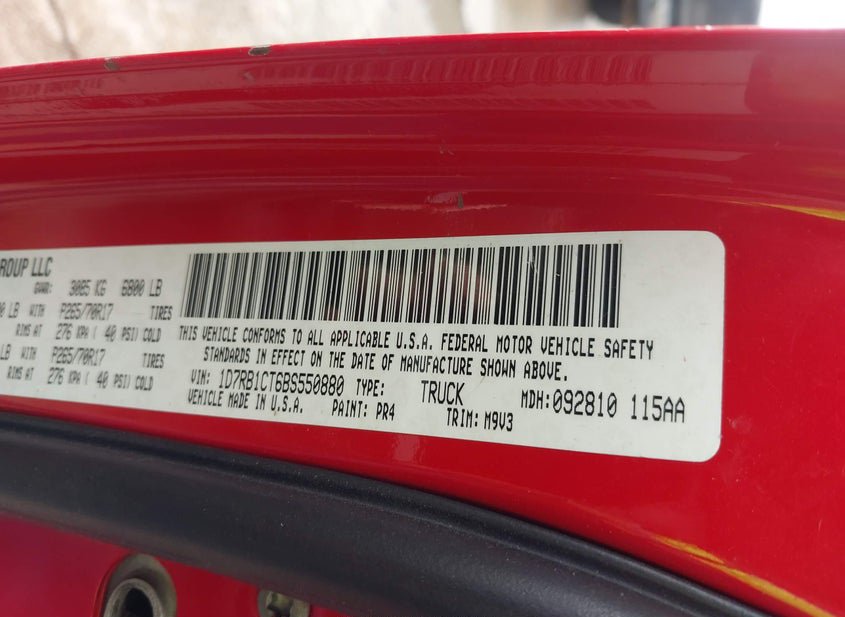 ROUP LLC
GVWR: 3085 KG 6800 LB
0 LB WITH P265/70R17 TIRES
RIMS AT 276 KPA ( 40 PSI) COLD
LB WITH P265/70R17 TIRES
RIMS AT 276 KPA ( 40 PSI) COLD
THIS VEHICLE CONFORMS TO ALL APPLICABLE U.S.A. FEDERAL MOTOR VEHICLE SAFETY
STANDARDS IN EFFECT ON THE DATE OF MANUFACTURE SHOWN ABOVE.
VIN: 1D7RB1CT6BS550880 TYPE: TRUCK MDH:092810 115AA
VEHICLE MADE IN U.S.A. PAINT: PR4 TRIM: M9V3